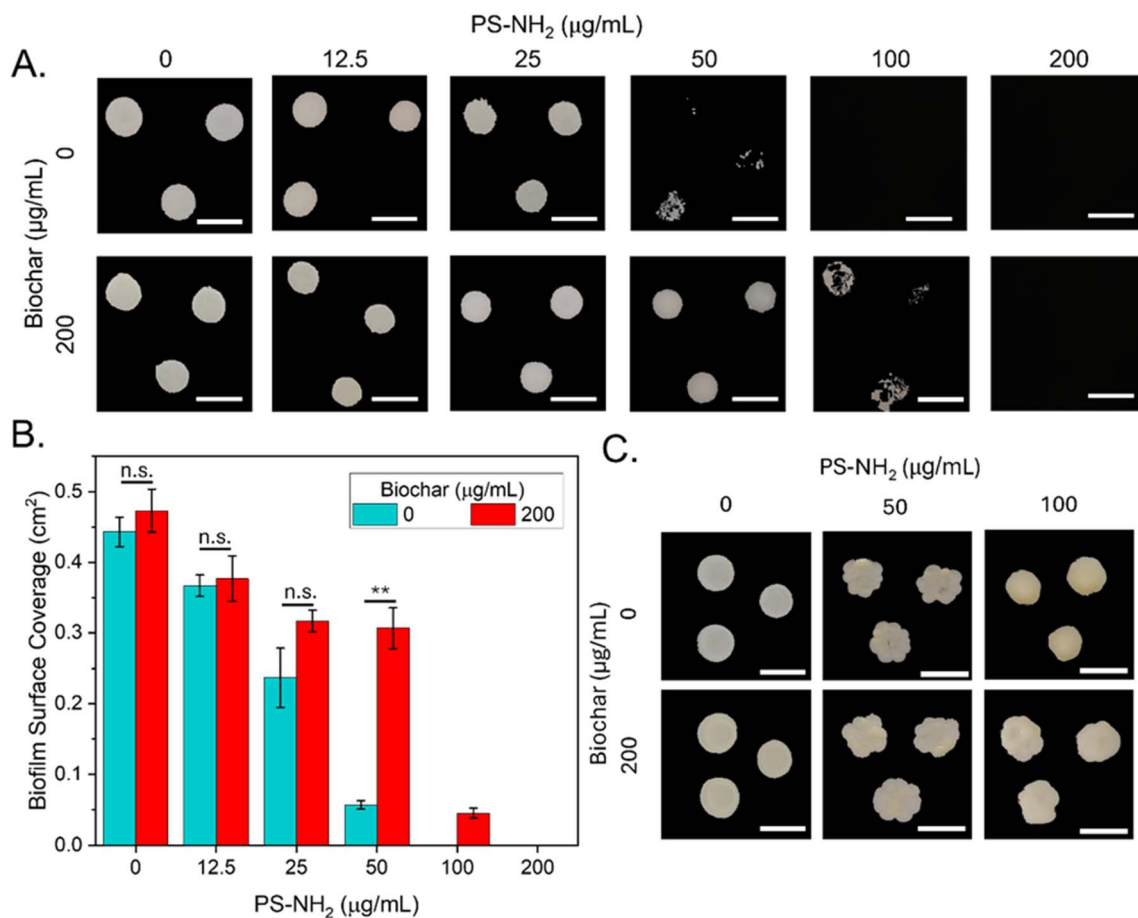 PS-NH₂ (μg/mL)
A.
0 12.5 25 50 100 200
Biochar (μg/mL)
0
200
B.
Biofilm Surface Coverage (cm²)
0.5
0.4
0.3
0.2
0.1
0.0
n.s.
n.s.
n.s.
**
Biochar (μg/mL)
0 200
0 12.5 25 50 100 200
PS-NH₂ (μg/mL)
C.
PS-NH₂ (μg/mL)
0 50 100
Biochar (μg/mL)
0
200